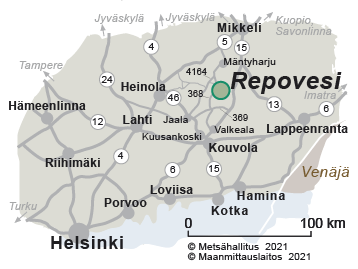 Jyväskylä
Jyväskylä
Kuopio,
Savonlinna
Mikkeli
4
5
15
Tampere
Mäntyharju
4164
24
Heinola
368
Repovesi
46
13
Imatra
6
Hämeenlinna
12
Lahti
Jaala
369
Valkeala
Lappeenranta
Kuusankoski
Kouvola
Riihimäki
4
6
15
Venäjä
Loviisa
Hamina
Porvoo
Kotka
Turku
Helsinki
0
100 km
© Metsähallitus 2021
© Maanmittauslaitos 2021